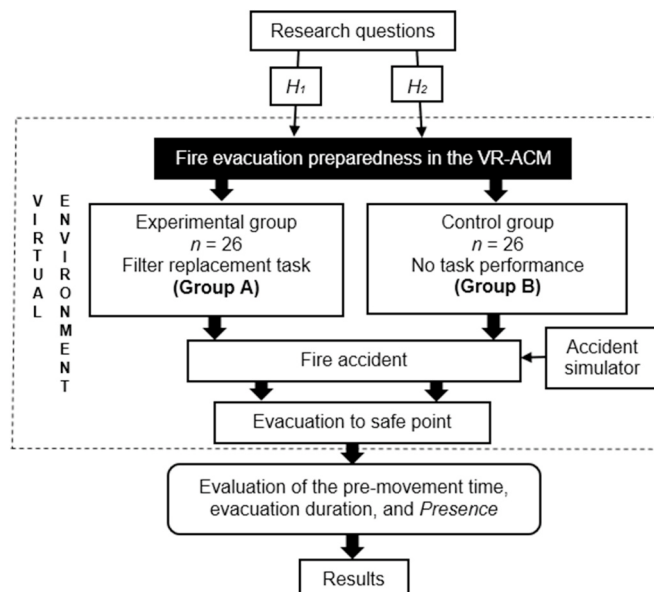 Research questions
H1
H2
Fire evacuation preparedness in the VR-ACM
VIRTUAL
ENVIRONMENT
Experimental group
n = 26
Filter replacement task
(Group A)
Control group
n = 26
No task performance
(Group B)
Fire accident
Accident
simulator
Evacuation to safe point
Evaluation of the pre-movement time,
evacuation duration, and Presence
Results